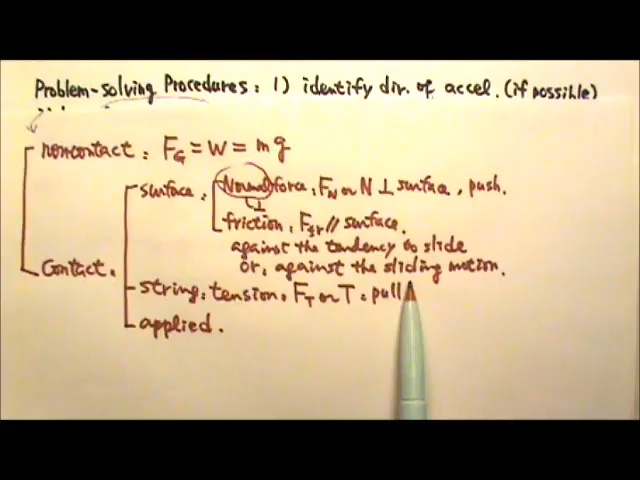 Problem-solving Procedures: 1) identify dir. of accel. (if possible)
noncontact: FG = W = mg
surface: Normal force: FN or N ⊥ surface, push.
⊥
friction: Ffr // surface.
against the tendency to slide
Contact: or, against the sliding motion.
string: tension: FT or T: pull
applied.